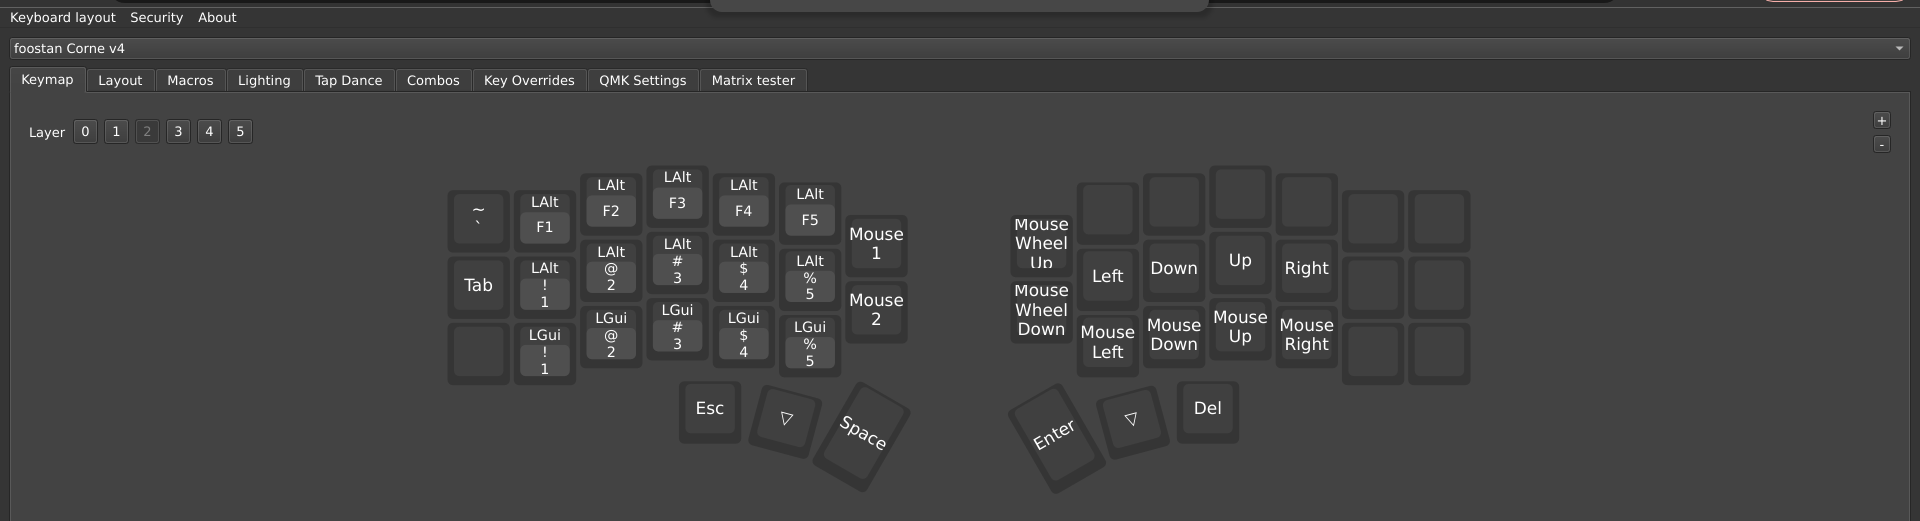 Keyboard layout Security About
foostan Corne v4
Keymap Layout Macros Lighting Tap Dance Combos Key Overrides QMK Settings Matrix tester
Layer 0 1 2 3 4 5
+
-
~
`
LAlt
F1
LAlt
F2
LAlt
F3
LAlt
F4
LAlt
F5
Mouse
1
Mouse
Wheel
Up
Tab
LAlt
!
1
LAlt
@
2
LAlt
#
3
LAlt
$
4
LAlt
%
5
Mouse
2
Mouse
Wheel
Down
Left
Down
Up
Right
LGui
!
1
LGui
@
2
LGui
#
3
LGui
$
4
LGui
%
5
Mouse
Left
Mouse
Down
Mouse
Up
Mouse
Right
Esc
▽
Space
Enter
▽
Del